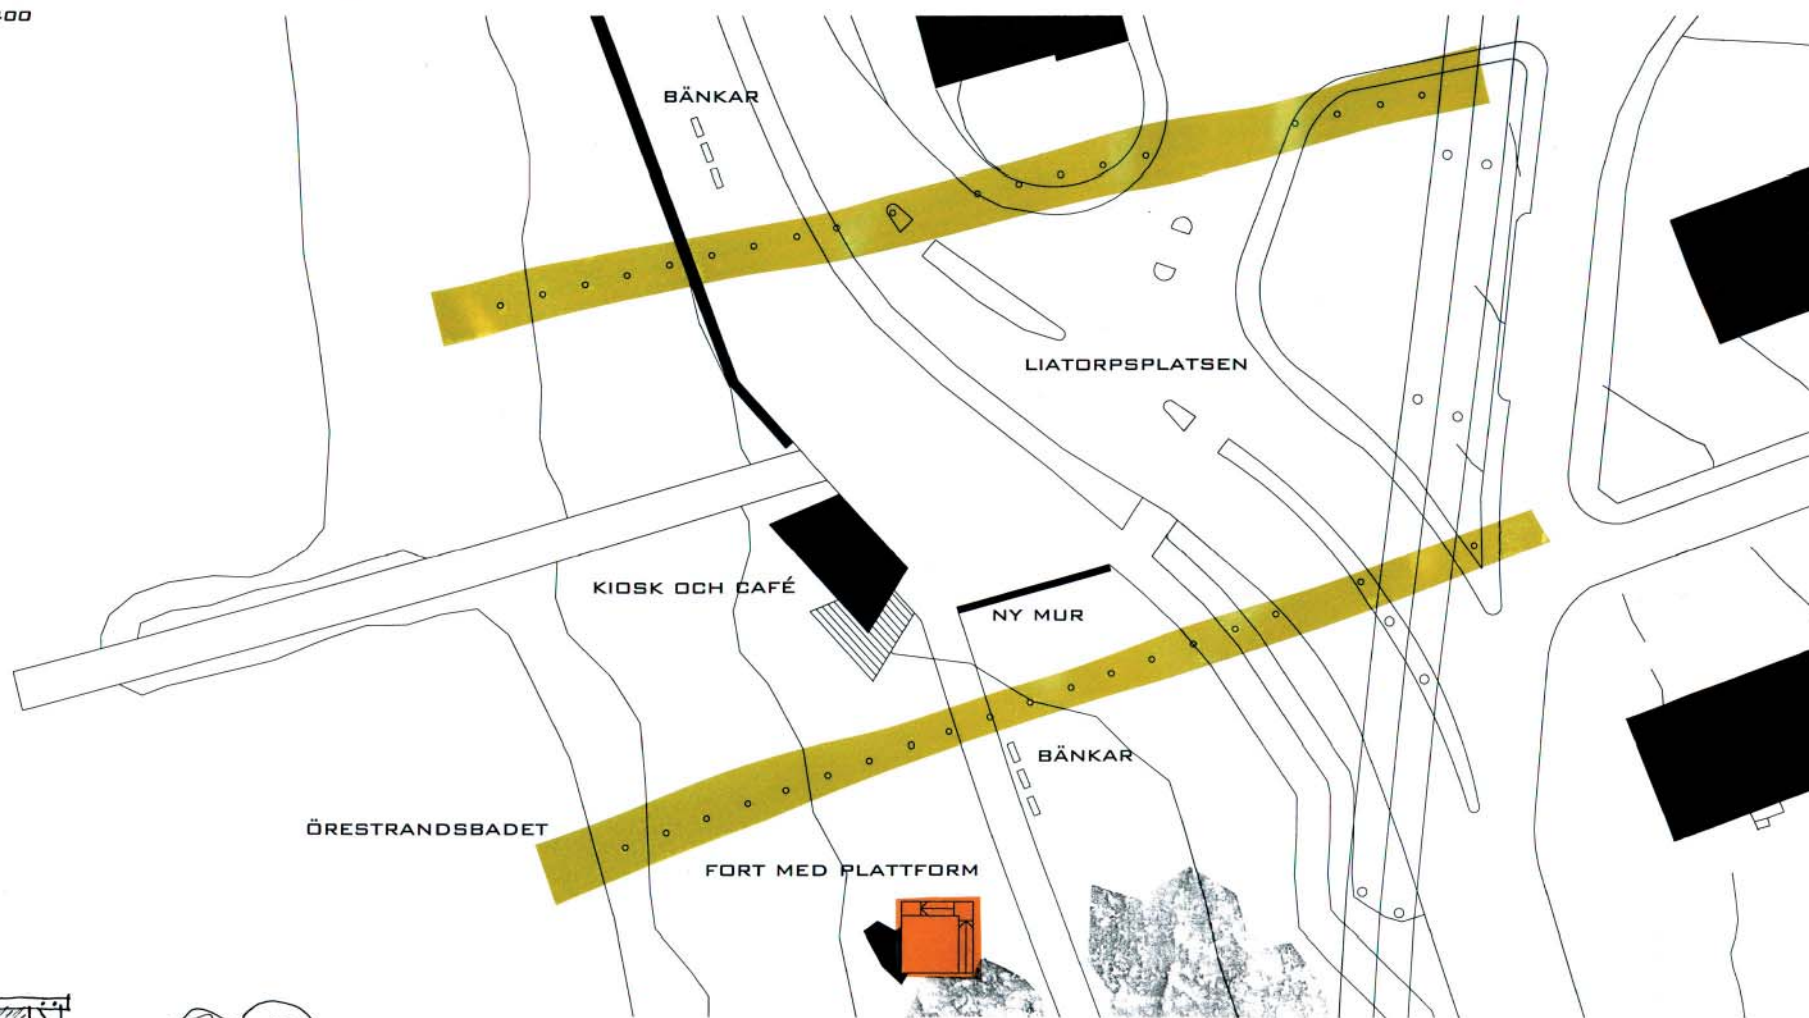 BÄNKAR
LIATORPSPLATSEN
KIOSK OCH CAFÉ
NY MUR
BÄNKAR
ÖRESTRANDSBADET
FORT MED PLATTFORM